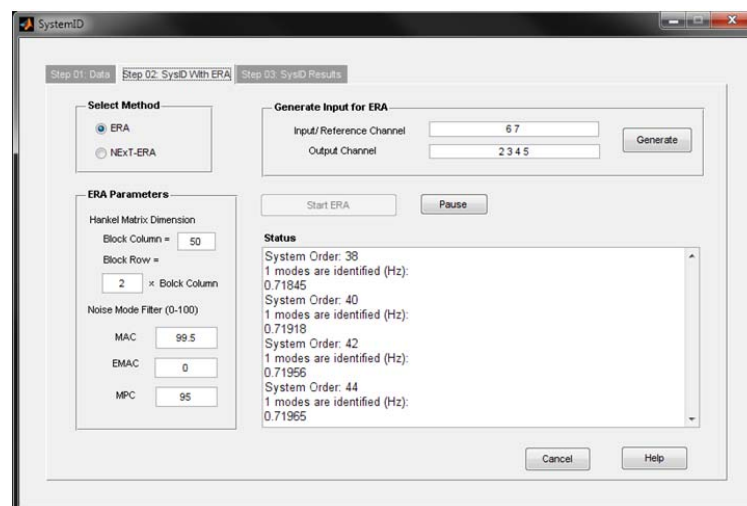 SystemID
Step 01: Data Step 02: SysID With ERA Step 03: SysID Results
Select Method
ERA
NExT-ERA
Generate Input for ERA
Input/Reference Channel 6 7
Output Channel 2 3 4 5
Generate
ERA Parameters
Hankel Matrix Dimension
Block Column = 50
Block Row =
2 × Bolck Column
Noise Mode Filter (0-100)
MAC 99.5
EMAC 0
MPC 95
Start ERA Pause
Status
System Order: 38
1 modes are identified (Hz):
0.71845
System Order: 40
1 modes are identified (Hz):
0.71918
System Order: 42
1 modes are identified (Hz):
0.71956
System Order: 44
1 modes are identified (Hz):
0.71965
Cancel Help